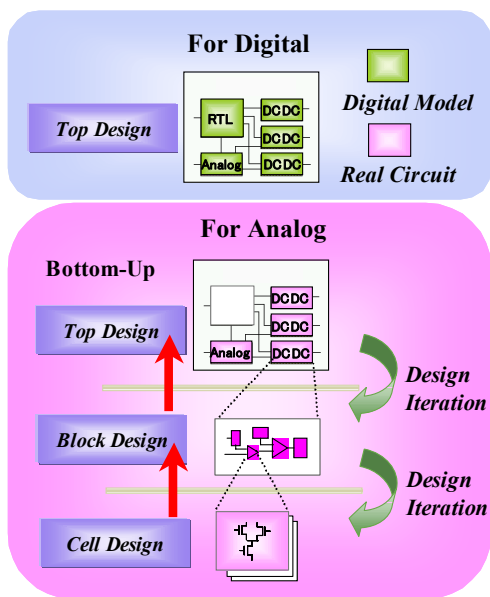 For Digital
Top Design
RTL
Analog
DCDC
DCDC
DCDC
Digital Model
Real Circuit
For Analog
Bottom-Up
Top Design
Analog
DCDC
DCDC
DCDC
Design
Iteration
Block Design
Design
Iteration
Cell Design